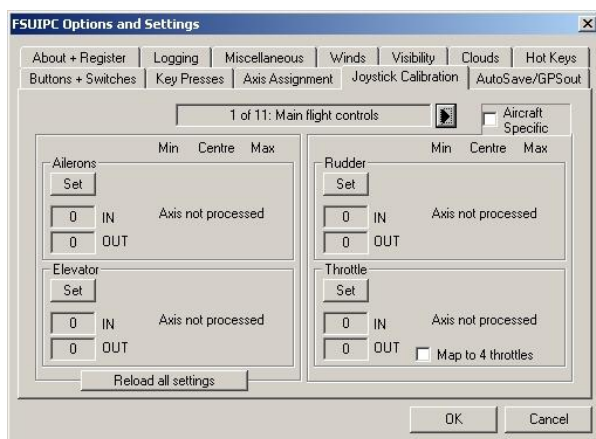 FSUIPC Options and Settings
About + Register Logging Miscellaneous Winds Visibility Clouds Hot Keys
Buttons + Switches Key Presses Axis Assignment Joystick Calibration AutoSave/GPSout
1 of 11: Main flight controls
Aircraft
Specific
Min Centre Max
Ailerons
Set
0 IN Axis not processed
0 OUT
Elevator
Set
0 IN Axis not processed
0 OUT
Reload all settings
Min Centre Max
Rudder
Set
0 IN Axis not processed
0 OUT
Throttle
Set
0 IN Axis not processed
0 OUT Map to 4 throttles
OK Cancel